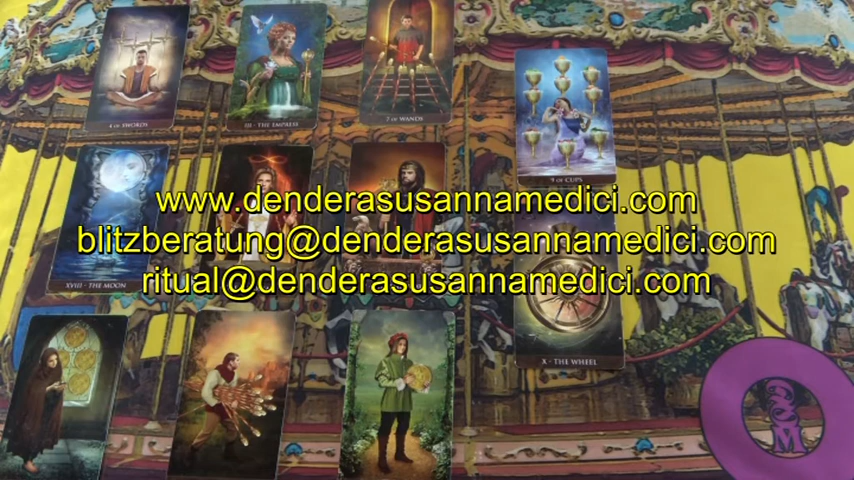 4 OF SWORDS
III - THE EMPRESS
7 OF WANDS
9 OF CUPS
www.denderasusannamedici.com
blitzberatung@denderasusannamedici.com
ritual@denderasusannamedici.com
XVIII - THE MOON
X - THE WHEEL
M